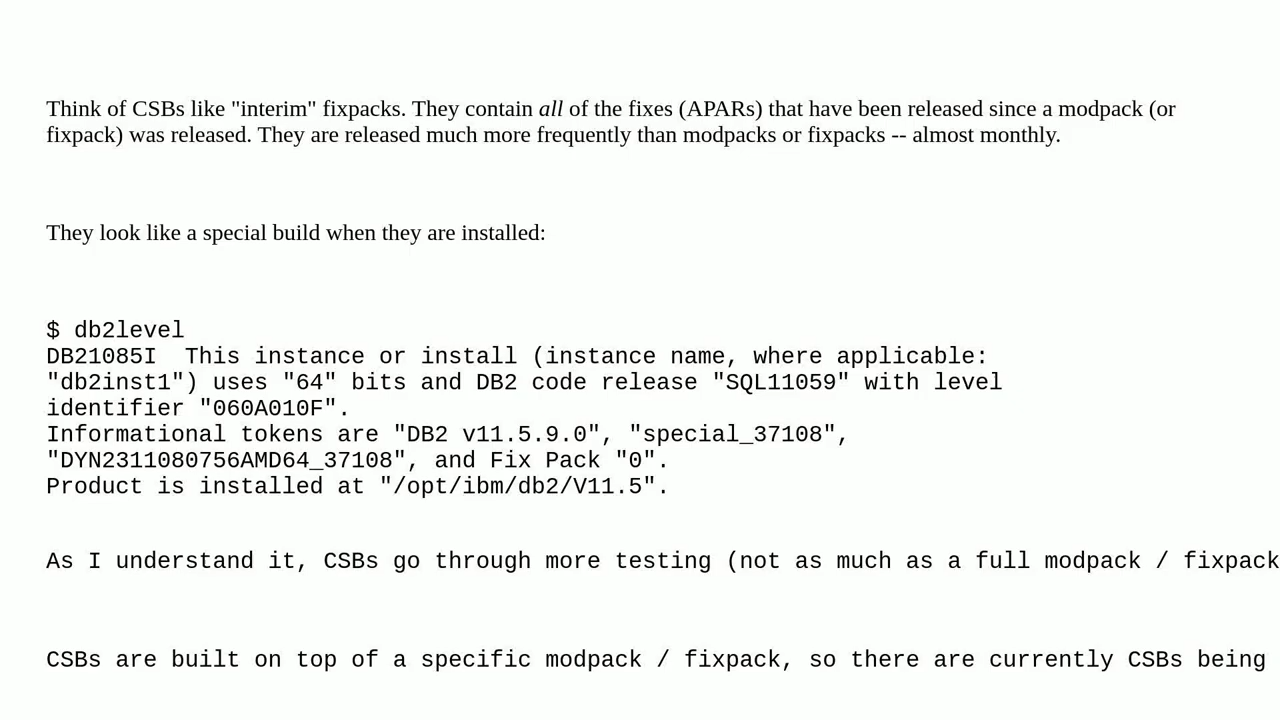 Think of CSBs like "interim" fixpacks. They contain all of the fixes (APARs) that have been released since a modpack (or
fixpack) was released. They are released much more frequently than modpacks or fixpacks -- almost monthly.
They look like a special build when they are installed:
$ db2level
DB21085I  This instance or install (instance name, where applicable:
"db2inst1") uses "64" bits and DB2 code release "SQL11059" with level
identifier "060A010F".
Informational tokens are "DB2 v11.5.9.0", "special_37108",
"DYN2311080756AMD64_37108", and Fix Pack "0".
Product is installed at "/opt/ibm/db2/V11.5".
As I understand it, CSBs go through more testing (not as much as a full modpack / fixpack
CSBs are built on top of a specific modpack / fixpack, so there are currently CSBs being